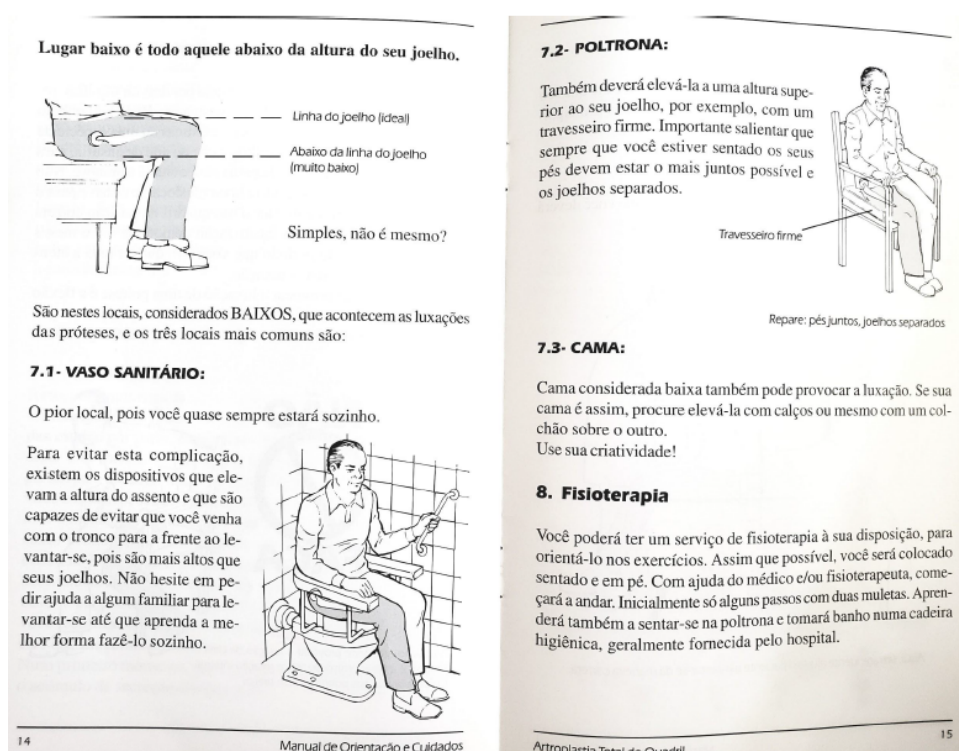 Lugar baixo é todo aquele abaixo da altura do seu joelho.
Linha do joelho (ideal)
Abaixo da linha do joelho
(muito baixo)
Simples, não é mesmo?
São nestes locais, considerados BAIXOS, que acontecem as luxações
das próteses, e os três locais mais comuns são:
7.1- VASO SANITÁRIO:
O pior local, pois você quase sempre estará sozinho.
Para evitar esta complicação,
existem os dispositivos que ele-
vam a altura do assento e que são
capazes de evitar que você venha
com o tronco para a frente ao le-
vantar-se, pois são mais altos que
seus joelhos. Não hesite em pe-
dir ajuda a algum familiar para le-
vantar-se até que aprenda a me-
lhor forma fazê-lo sozinho.
14
Manual de Orientação e Cuidados
7.2- POLTRONA:
Também deverá elevá-la a uma altura supe-
rior ao seu joelho, por exemplo, com um
travesseiro firme. Importante salientar que
sempre que você estiver sentado os seus
pés devem estar o mais juntos possível e
os joelhos separados.
Travesseiro firme
Repare: pés juntos, joelhos separados
7.3- CAMA:
Cama considerada baixa também pode provocar a luxação. Se sua
cama é assim, procure elevá-la com calços ou mesmo com um col-
chão sobre o outro.
Use sua criatividade!
8. Fisioterapia
Você poderá ter um serviço de fisioterapia à sua disposição, para
orientá-lo nos exercícios. Assim que possível, você será colocado
sentado e em pé. Com ajuda do médico e/ou fisioterapeuta, come-
çará a andar. Inicialmente só alguns passos com duas muletas. Apren-
derá também a sentar-se na poltrona e tomará banho numa cadeira
higiênica, geralmente fornecida pelo hospital.
15
Artroplastia Total de Quadril